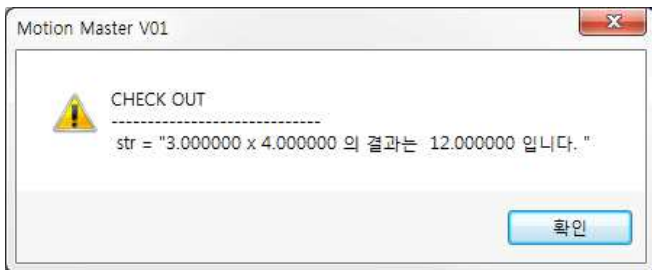 Motion Master V01
CHECK OUT
------------------------------
str = "3.000000 x 4.000000 의 결과는  12.000000 입니다. "
확인